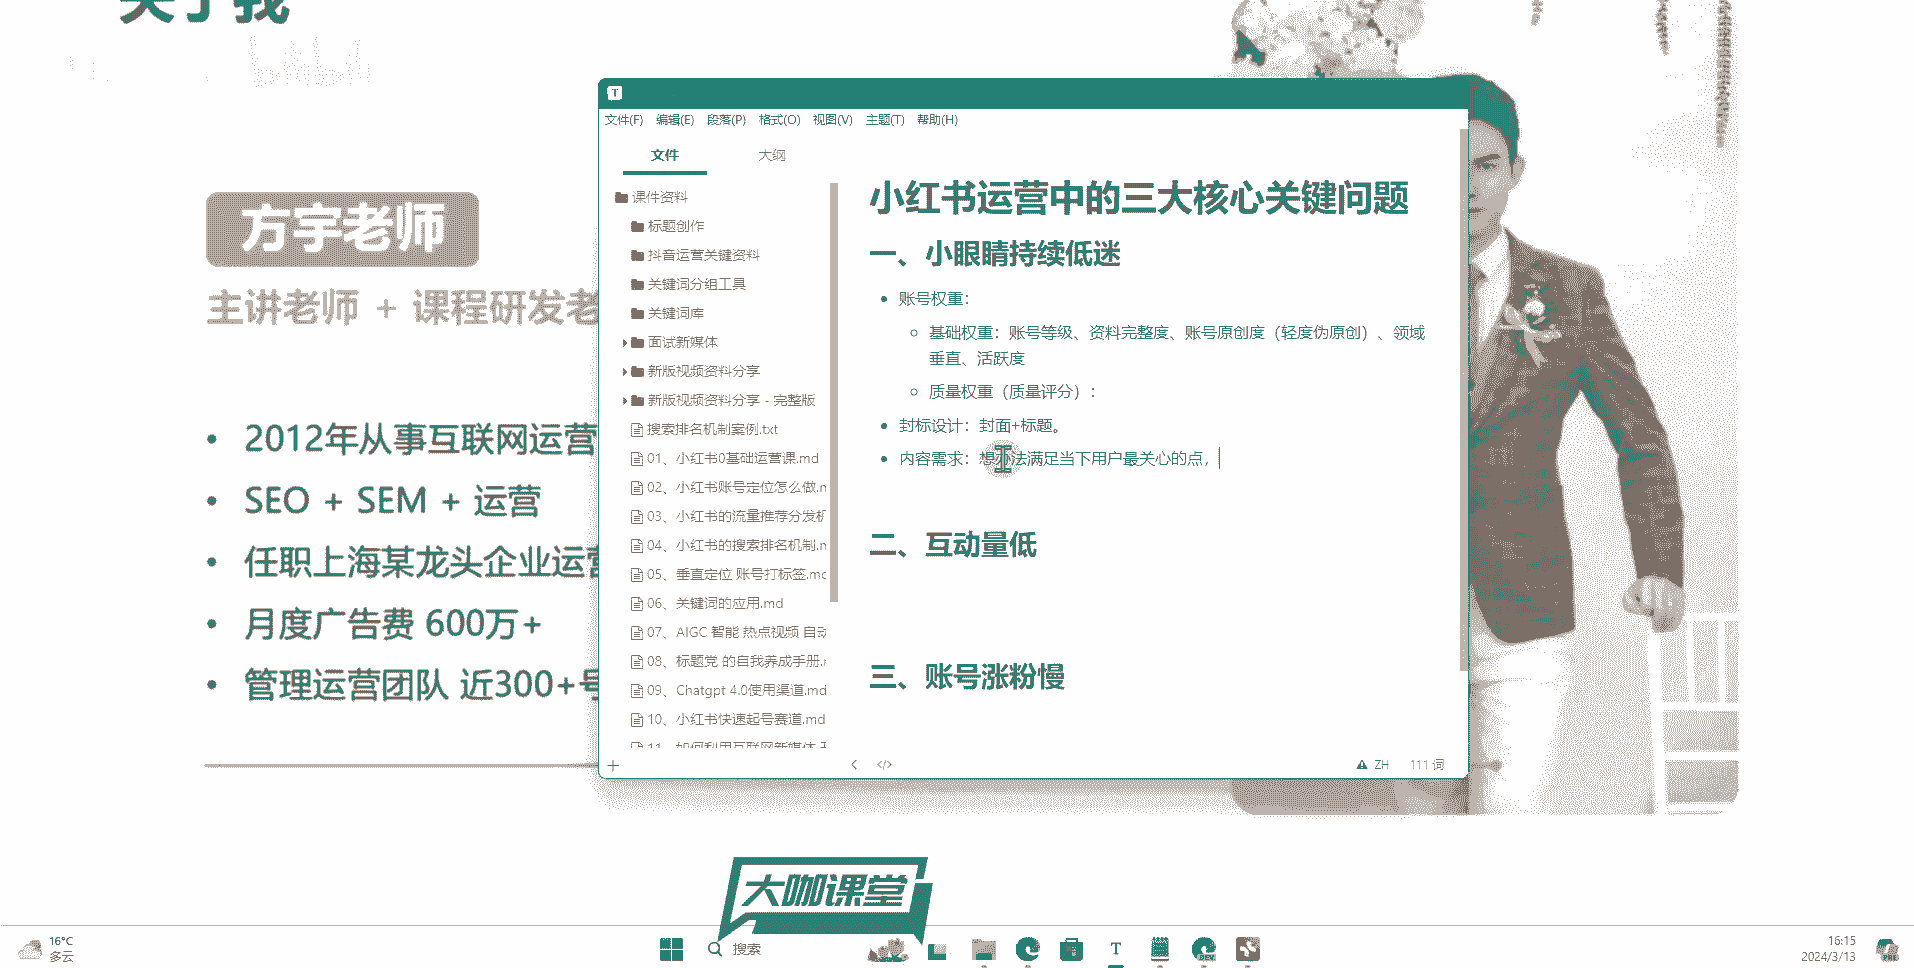 关于我
bilibili
方宇老师
主讲老师 + 课程研发老
2012年从事互联网运营
SEO + SEM + 运营
任职上海某龙头企业运营
月度广告费 600万+
管理运营团队 近300+号
T
文件(F) 编辑(E) 段落(P) 格式(O) 视图(V) 主题(T) 帮助(H)
文件 大纲
课件资料
标题创作
抖音运营关键资料
关键词分组工具
关键词库
面试新媒体
新版视频资料分享
新版视频资料分享 - 完整版
搜索排名机制案例.txt
01、小红书0基础运营课.md
02、小红书账号定位怎么做.m
03、小红书的流量推荐分发机
04、小红书的搜索排名机制.m
05、垂直定位 账号打标签.md
06、关键词的应用.md
07、AIGC 智能 热点视频 自动
08、标题党 的自我养成手册.m
09、Chatgpt 4.0使用渠道.md
10、小红书快速起号赛道.md
11、如何利用互联网新媒体
小红书运营中的三大核心关键问题
一、小眼睛持续低迷
账号权重：
基础权重：账号等级、资料完整度、账号原创度（轻度伪原创）、领域
垂直、活跃度
质量权重（质量评分）：
封标设计：封面+标题。
内容需求：想办法满足当下用户最关心的点，
二、互动量低
三、账号涨粉慢
</> ZH 111 词
大咖课堂
16°C
多云
搜索
T
DEV
PRE
16:15
2024/3/13